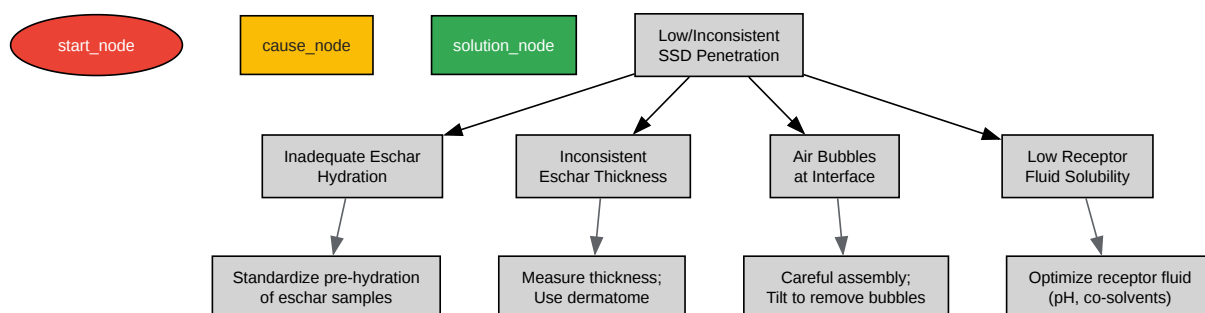 start_node
cause_node
solution_node
Low/Inconsistent
SSD Penetration
Inadequate Eschar
Hydration
Inconsistent
Eschar Thickness
Air Bubbles
at Interface
Low Receptor
Fluid Solubility
Standardize pre-hydration
of eschar samples
Measure thickness;
Use dermatome
Careful assembly;
Tilt to remove bubbles
Optimize receptor fluid
(pH, co-solvents)